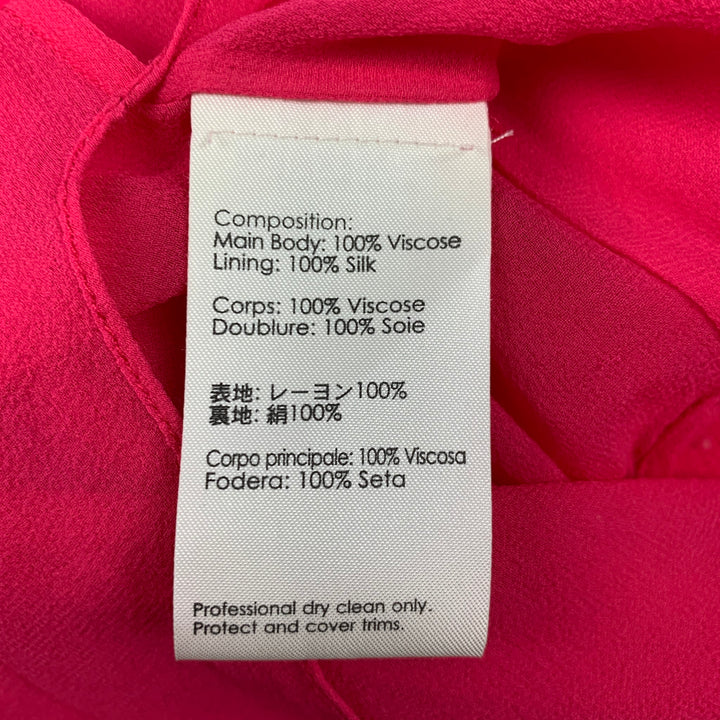 Composition:
Main Body: 100% Viscose
Lining: 100% Silk
Corps: 100% Viscose
Doublure: 100% Soie
表地: レーヨン100%
裏地: 絹100%
Corpo principale: 100% Viscosa
Fodera: 100% Seta
Professional dry clean only.
Protect and cover trims.